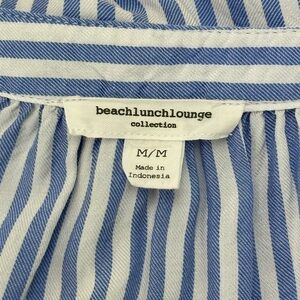 beachlunchlounge
collection
M/M
Made in
Indonesia